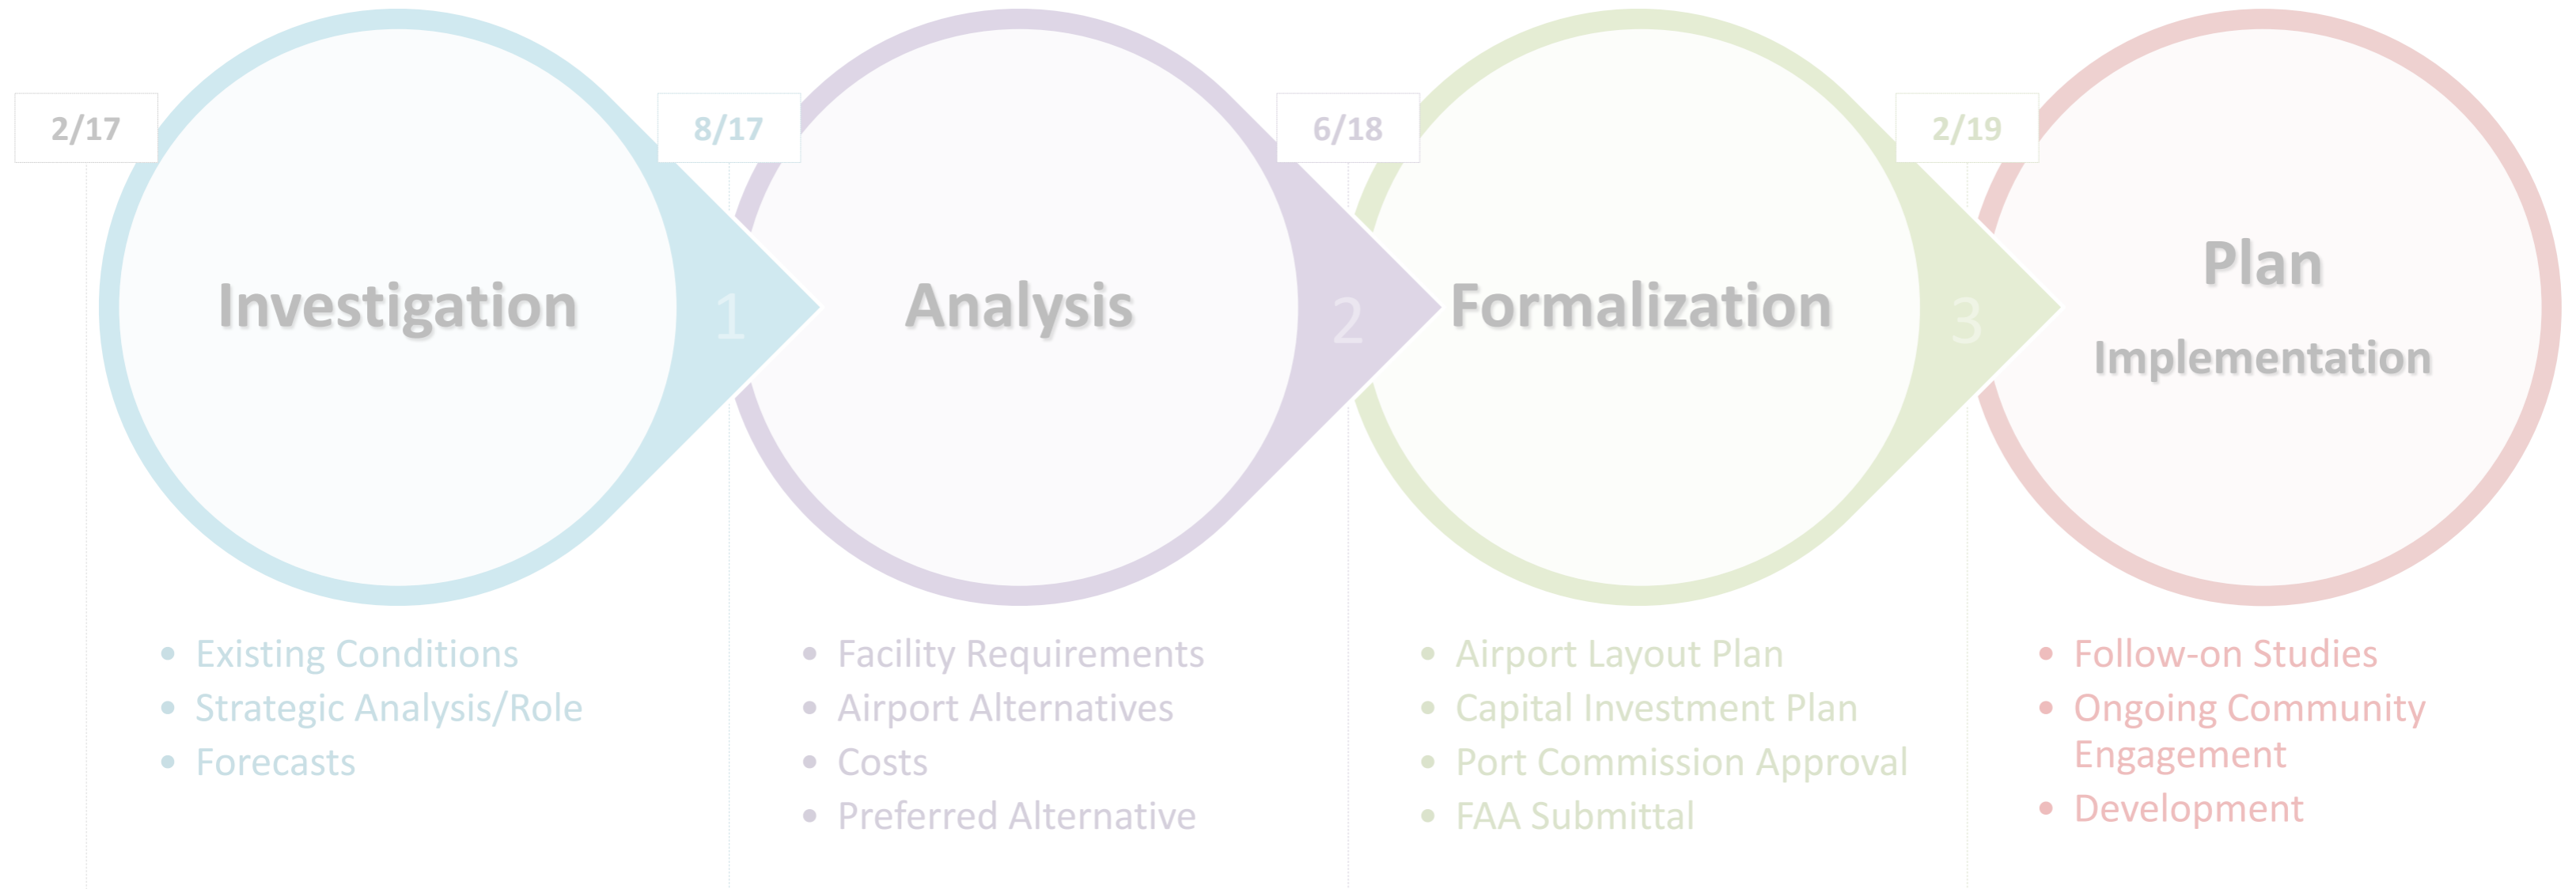 2/17
8/17
6/18
2/19
Investigation
1
Analysis
2
Formalization
3
Plan
Implementation
• Existing Conditions
• Strategic Analysis/Role
• Forecasts
• Facility Requirements
• Airport Alternatives
• Costs
• Preferred Alternative
• Airport Layout Plan
• Capital Investment Plan
• Port Commission Approval
• FAA Submittal
• Follow-on Studies
• Ongoing Community
Engagement
• Development